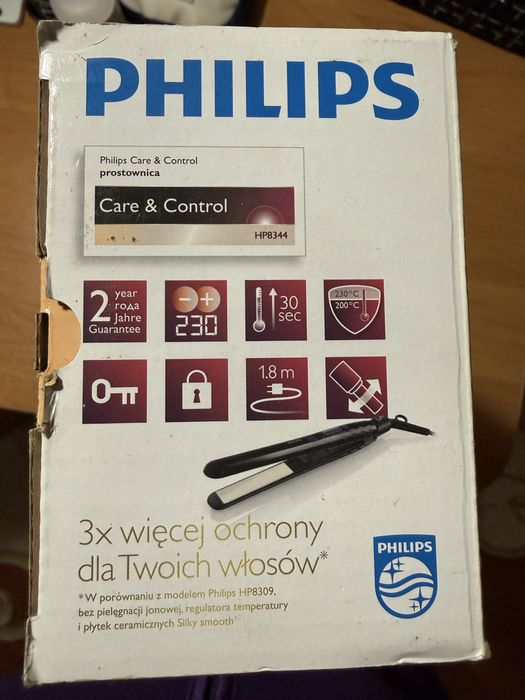 PHILIPS
Philips Care & Control
prostownica
Care & Control
HP8344
2 year
года
Jahre
Guarantee
- +
230
30
sec
230°C
200°C
1.8 m
3x więcej ochrony
dla Twoich włosów*
*W porównaniu z modelem Philips HP8309,
bez pielęgnacji jonowej, regulatora temperatury
i płytek ceramicznych Silky smooth
PHILIPS